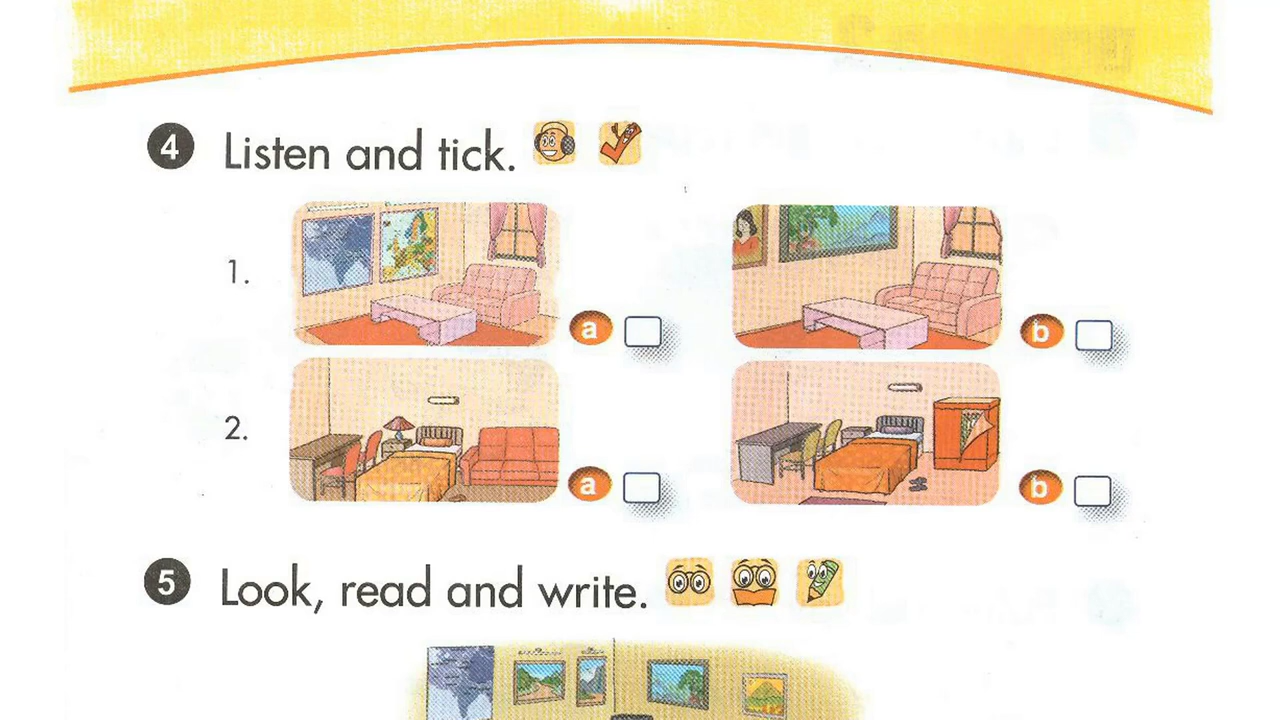 4 Listen and tick.
1.
a
b
2.
a
b
5 Look, read and write.